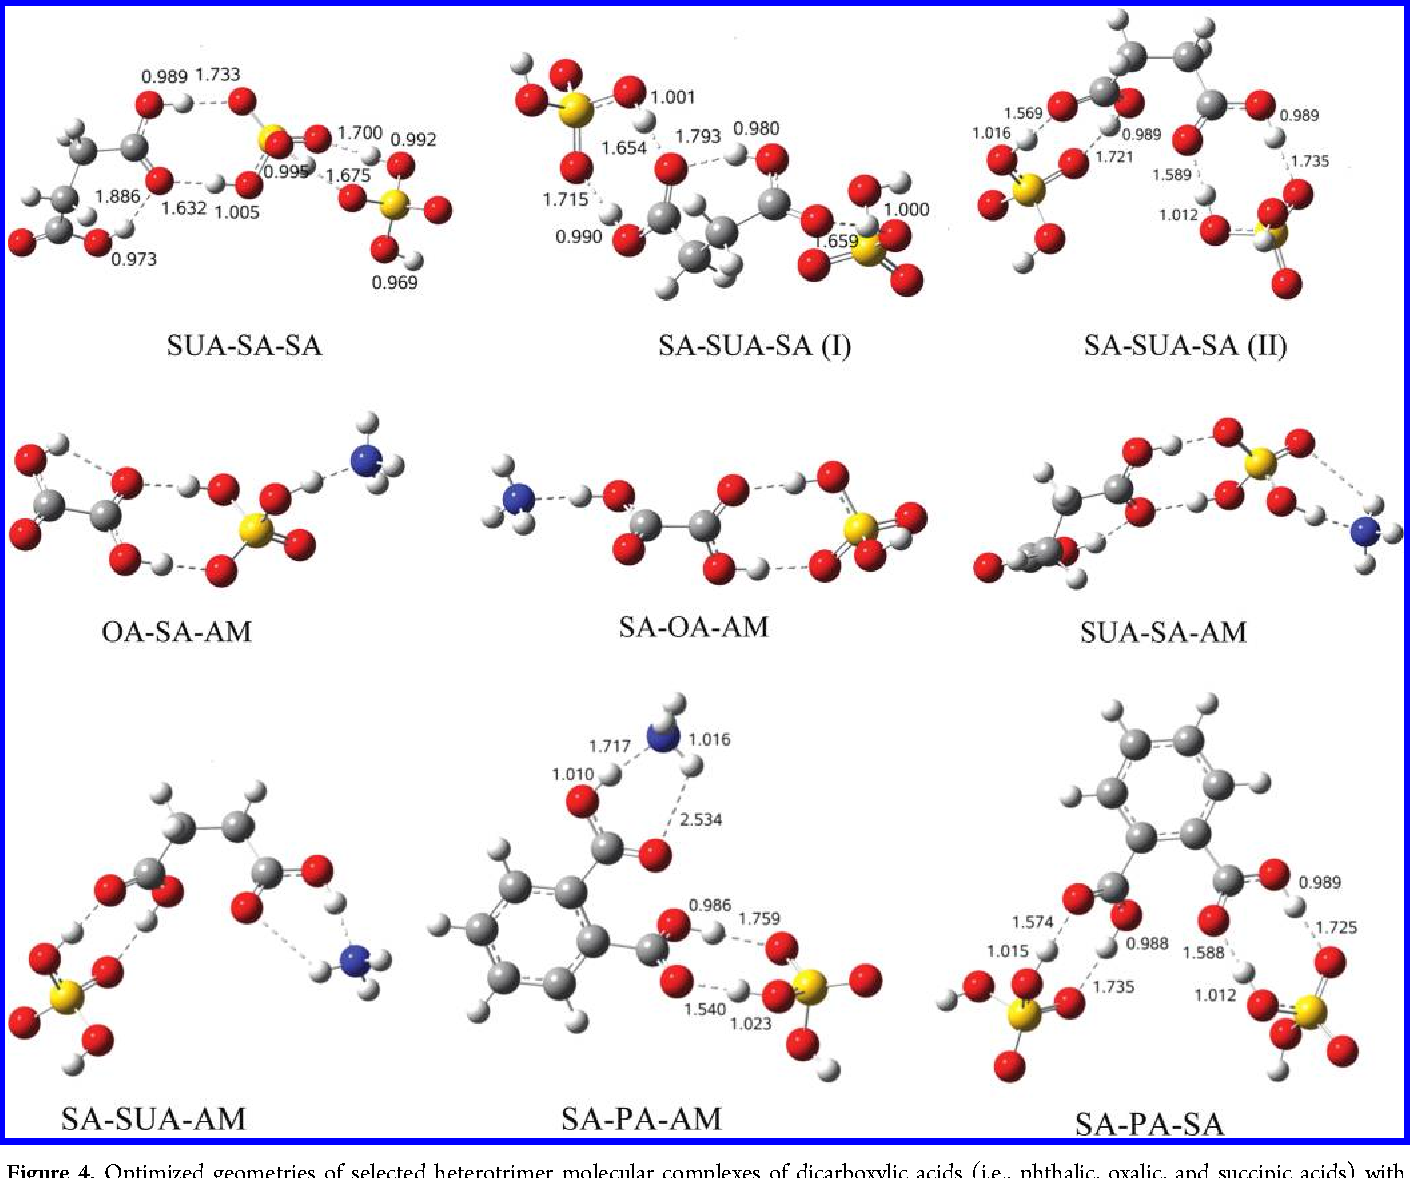 0.989 1.733
1.700 0.992
0.995 1.675
1.886 1.632 1.005
0.973
0.969
SUA-SA-SA
1.001
1.654 1.793 0.980
1.715
0.990
1.000
1.659
SA-SUA-SA (I)
1.569
1.016 0.989 0.989
1.721 1.735
1.589
1.012
SA-SUA-SA (II)
OA-SA-AM
SA-OA-AM
SUA-SA-AM
SA-SUA-AM
1.717 1.016
1.010
2.534
0.986
1.759
1.540
1.023
SA-PA-AM
0.989
1.574 1.725
1.015 0.988 1.588
1.735 1.012
SA-PA-SA
Figure 4. Optimized geometries of selected heterotrimer molecular complexes of dicarboxylic acids (i.e., phthalic, oxalic, and succinic acids) with